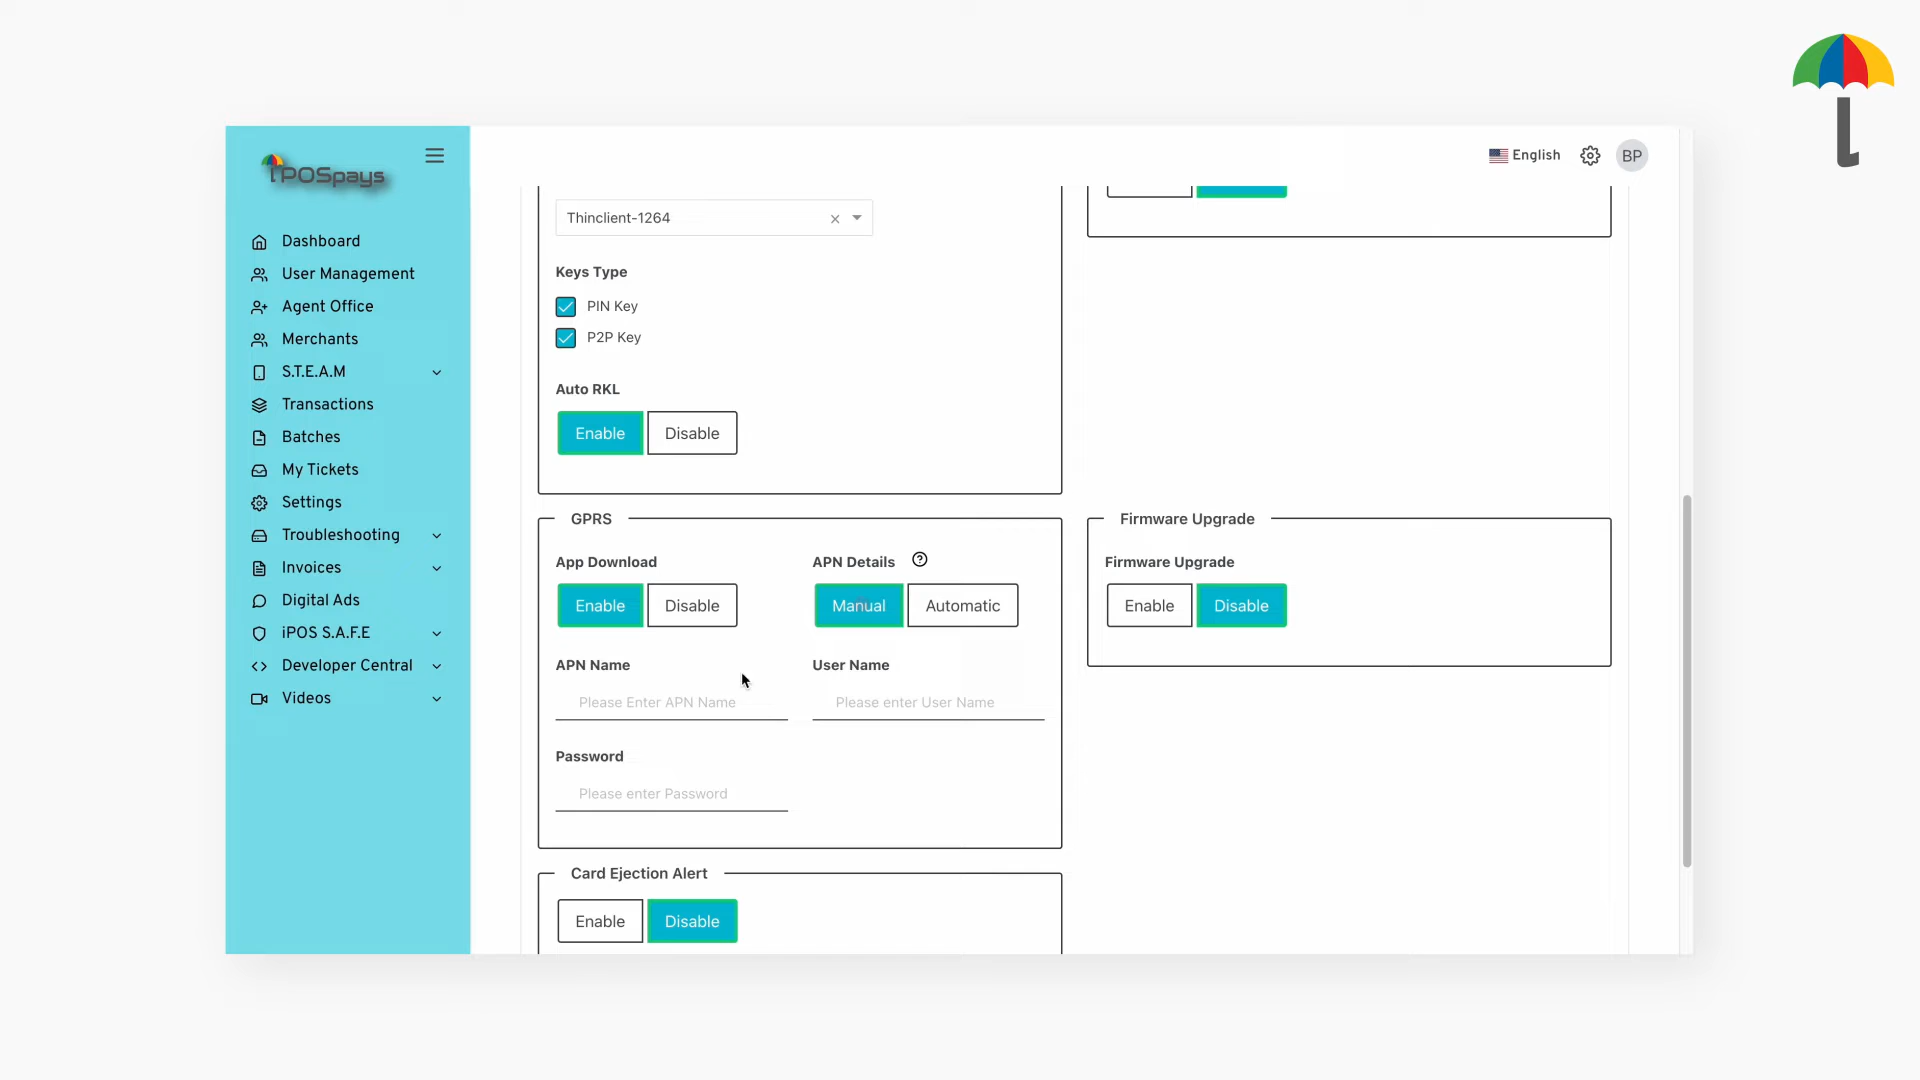 iPOSpays
English
BP
Dashboard
User Management
Agent Office
Merchants
S.T.E.A.M
Transactions
Batches
My Tickets
Settings
Troubleshooting
Invoices
Digital Ads
iPOS S.A.F.E
Developer Central
Videos
Thinclient-1264
Keys Type
PIN Key
P2P Key
Auto RKL
Enable Disable
GPRS
App Download APN Details
Enable Disable Manual Automatic
APN Name User Name
Please Enter APN Name Please enter User Name
Password
Please enter Password
Firmware Upgrade
Firmware Upgrade
Enable Disable
Card Ejection Alert
Enable Disable